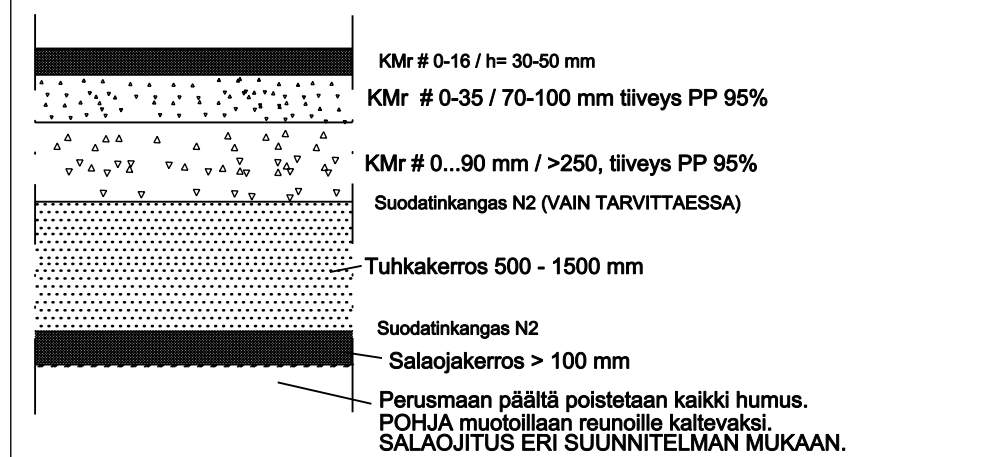 KMr # 0-16 / h= 30-50 mm
KMr # 0-35 / 70-100 mm tiiveys PP 95%
KMr # 0...90 mm / >250, tiiveys PP 95%
Suodatinkangas N2 (VAIN TARVITTAESSA)
Tuhkakerros 500 - 1500 mm
Suodatinkangas N2
Salaojakerros > 100 mm
Perusmaan päältä poistetaan kaikki humus.
POHJA muotoillaan reunoille kaltevaksi.
SALAOJITUS ERI SUUNNITELMAN MUKAAN.